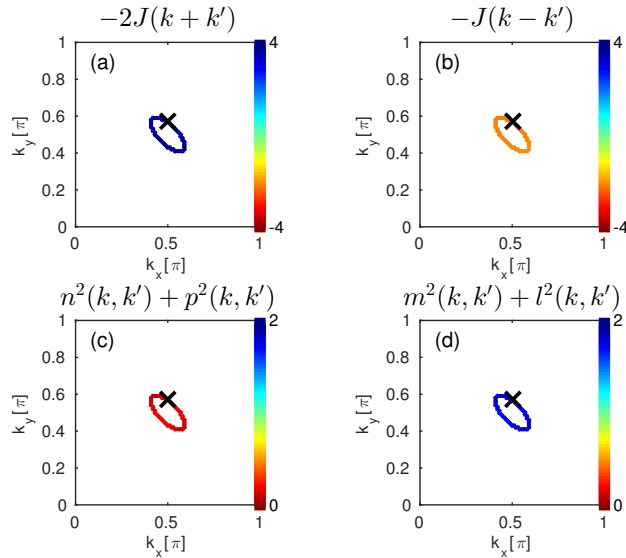 −2J(k + k′)
−J(k − k′)
(a)
1
0.8
0.6
0.4
0.2
0
k_y[π]
0
0.5
1
k_x[π]
4
-4
(b)
1
0.8
0.6
0.4
0.2
0
k_y[π]
0
0.5
1
k_x[π]
4
-4
n²(k, k′) + p²(k, k′)
m²(k, k′) + l²(k, k′)
(c)
1
0.8
0.6
0.4
0.2
0
k_y[π]
0
0.5
1
k_x[π]
2
0
(d)
1
0.8
0.6
0.4
0.2
0
k_y[π]
0
0.5
1
k_x[π]
2
0